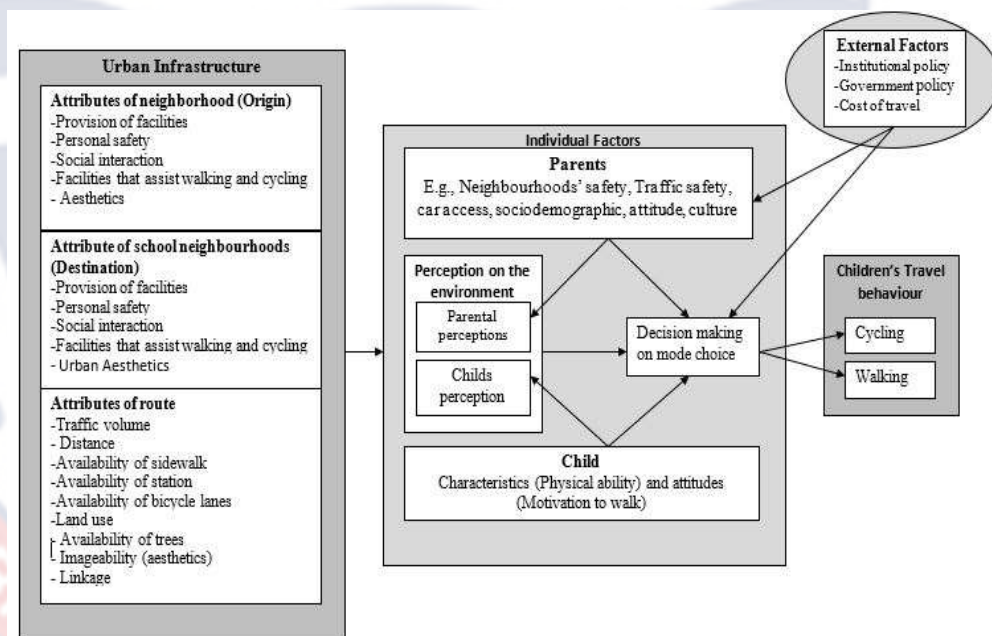 Urban Infrastructure
Attributes of neighborhood (Origin)
-Provision of facilities
-Personal safety
-Social interaction
-Facilities that assist walking and cycling
- Aesthetics
Attribute of school neighbourhoods
(Destination)
-Provision of facilities
-Personal safety
-Social interaction
-Facilities that assist walking and cycling
- Urban Aesthetics
Attributes of route
-Traffic volume
- Distance
-Availability of sidewalk
-Availability of station
-Availability of bicycle lanes
-Land use
- Availability of trees
- Imageability (aesthetics)
- Linkage
Individual Factors
Parents
E.g., Neighbourhoods' safety, Traffic safety,
car access, sociodemographic, attitude, culture
Perception on the
environment
Parental
perceptions
Childs
perception
Decision making
on mode choice
Child
Characteristics (Physical ability) and attitudes
(Motivation to walk)
External Factors
-Institutional policy
-Government policy
-Cost of travel
Children's Travel
behaviour
Cycling
Walking